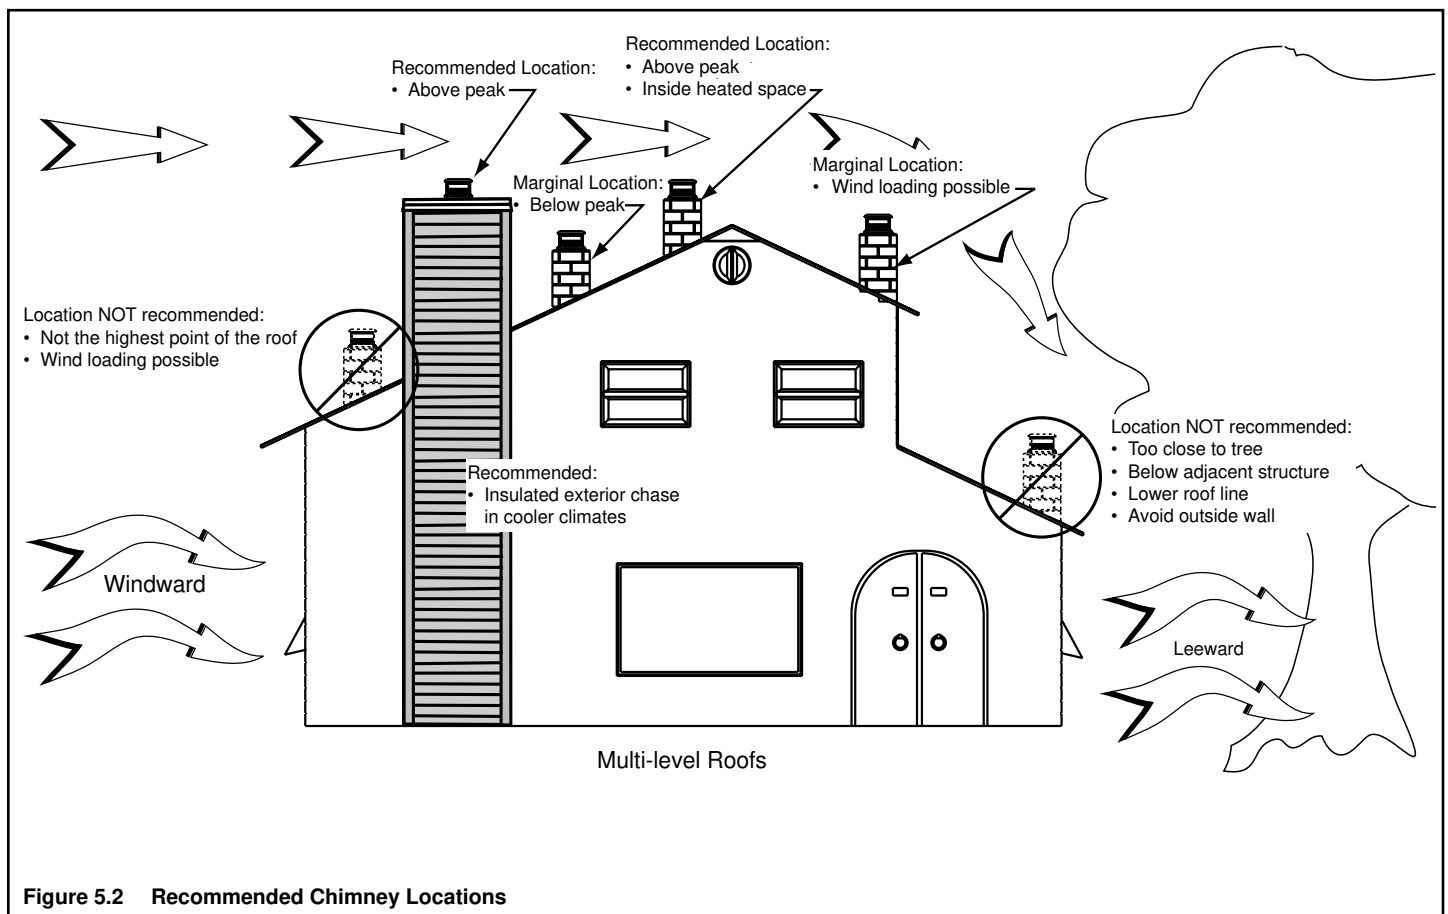 Recommended Location:
• Above peak
• Inside heated space
Recommended Location:
• Above peak
Marginal Location:
• Wind loading possible
Marginal Location:
• Below peak
Location NOT recommended:
• Not the highest point of the roof
• Wind loading possible
Location NOT recommended:
• Too close to tree
• Below adjacent structure
• Lower roof line
• Avoid outside wall
Recommended:
• Insulated exterior chase
in cooler climates
Windward
Leeward
Multi-level Roofs
Figure 5.2 Recommended Chimney Locations